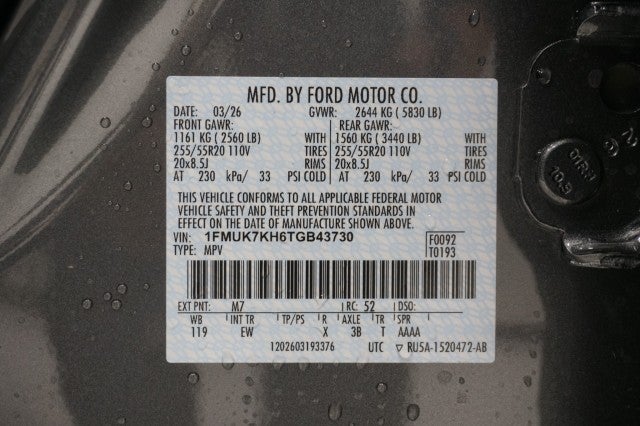 MFD. BY FORD MOTOR CO.
DATE: 03/26 GVWR: 2644 KG ( 5830 LB)
FRONT GAWR: REAR GAWR:
1161 KG ( 2560 LB) WITH 1560 KG ( 3440 LB) WITH
255/55R20 110V TIRES 255/55R20 110V TIRES
20x8.5J RIMS 20x8.5J RIMS
AT 230 kPa/ 33 PSI COLD AT 230 kPa/ 33 PSI COLD
THIS VEHICLE CONFORMS TO ALL APPLICABLE FEDERAL MOTOR
VEHICLE SAFETY AND THEFT PREVENTION STANDARDS IN
EFFECT ON THE DATE OF MANUFACTURE SHOWN ABOVE.
VIN: 1FMUK7KH6TGB43730 F0092
TYPE: MPV T0193
EXT PNT: M7 RC: 52 DSO:
WB INT TR TP/PS R AXLE TR SPR
119 EW X 3B T AAAA
1202603193376 UTC ▽ RU5A-1520472-AB